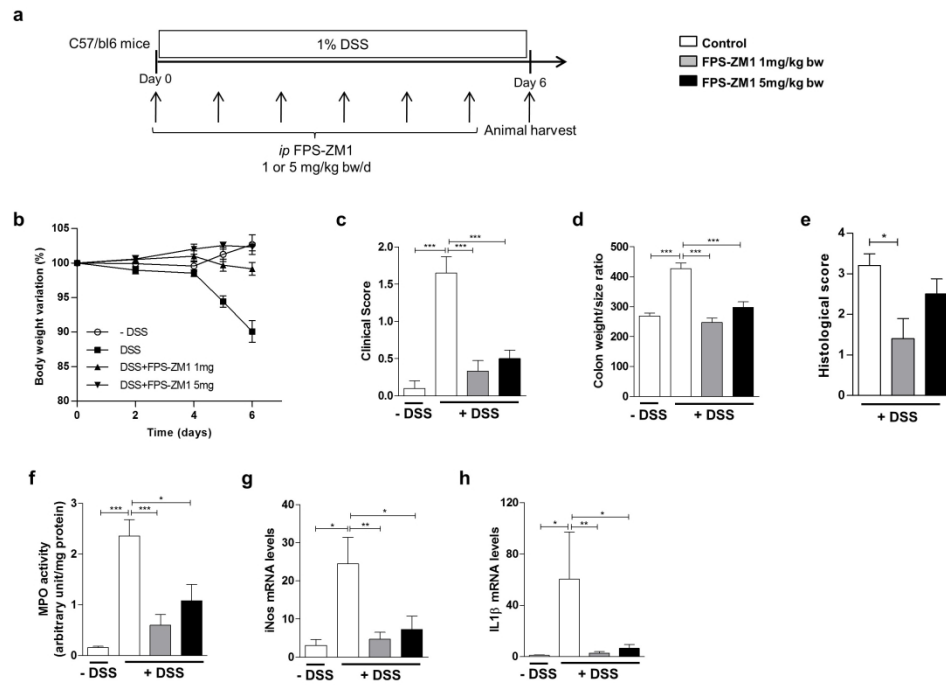 a
C57/bl6 mice
1% DSS
Day 0
Day 6
Animal harvest
ip FPS-ZM1
1 or 5 mg/kg bw/d
Control
FPS-ZM1 1mg/kg bw
FPS-ZM1 5mg/kg bw
b
Body weight variation (%)
105
100
95
90
85
80
- DSS
DSS
DSS+FPS-ZM1 1mg
DSS+FPS-ZM1 5mg
0 2 4 6
Time (days)
c
Clinical Score
2.0
1.5
1.0
0.5
0.0
***
*** ***
- DSS + DSS
d
Colon weight/size ratio
500
400
300
200
100
0
***
*** ***
- DSS + DSS
e
Histological score
4
3
2
1
0
*
+ DSS
f
MPO activity
(arbitrary unit/mg protein)
3
2
1
0
*
*** ***
- DSS + DSS
g
iNos mRNA levels
40
30
20
10
0
*
* **
- DSS + DSS
h
IL1β mRNA levels
120
80
40
0
*
* **
- DSS + DSS